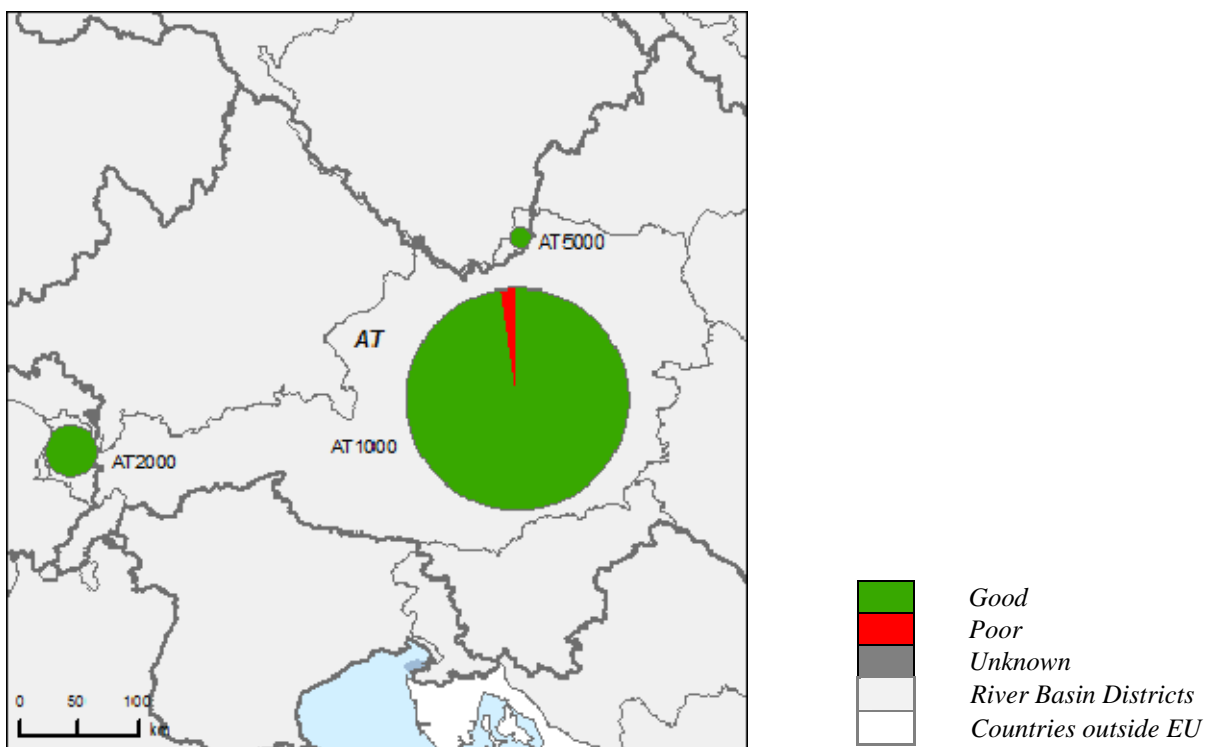 AT5000
AT
AT1000
AT2000
0 50 100
km
Good
Poor
Unknown
River Basin Districts
Countries outside EU